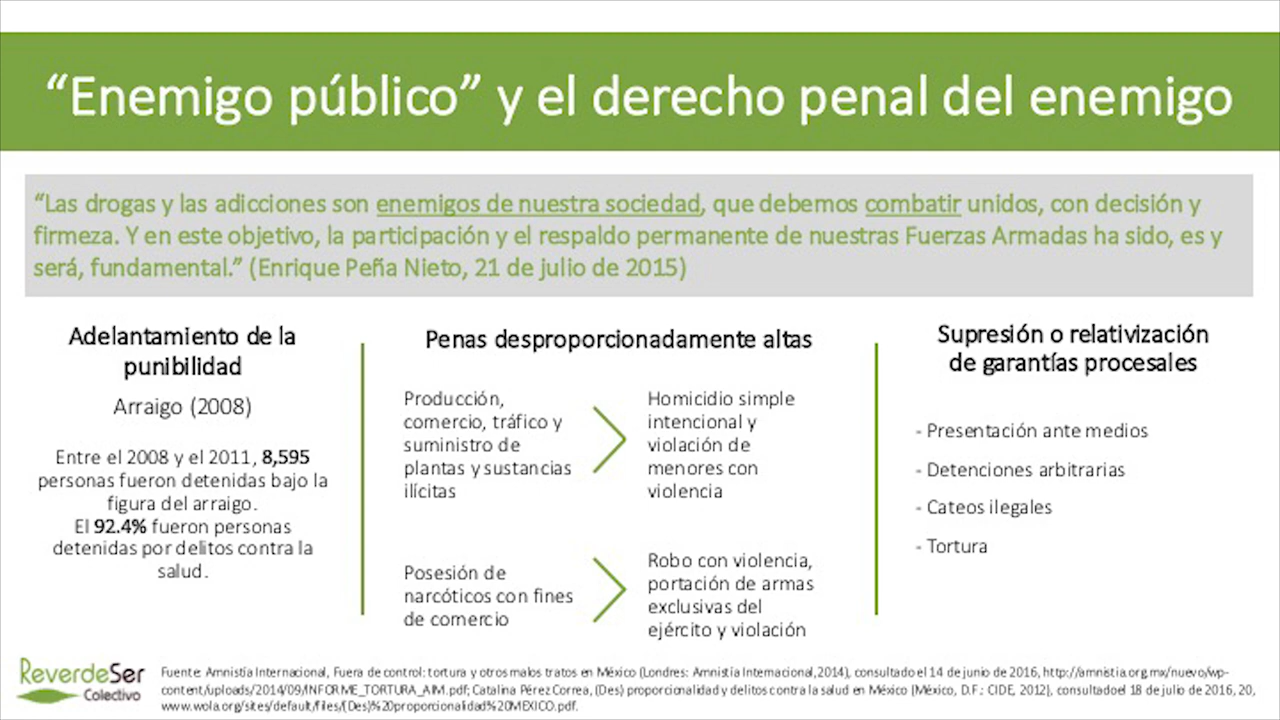 “Enemigo público” y el derecho penal del enemigo
“Las drogas y las adicciones son enemigos de nuestra sociedad, que debemos combatir unidos, con decisión y
firmeza. Y en este objetivo, la participación y el respaldo permanente de nuestras Fuerzas Armadas ha sido, es y
será, fundamental.” (Enrique Peña Nieto, 21 de julio de 2015)
Adelantamiento de la
punibilidad
Arraigo (2008)
Entre el 2008 y el 2011, 8,595
personas fueron detenidas bajo la
figura del arraigo.
El 92.4% fueron personas
detenidas por delitos contra la
salud.
Penas desproporcionadamente altas
Producción,
comercio, tráfico y
suministro de
plantas y sustancias
ilícitas
Homicidio simple
intencional y
violación de
menores con
violencia
Posesión de
narcóticos con fines
de comercio
Robo con violencia,
portación de armas
exclusivas del
ejército y violación
Supresión o relativización
de garantías procesales
- Presentación ante medios
- Detenciones arbitrarias
- Cateos ilegales
- Tortura
ReverdeSer
Colectivo
Fuente: Amnistía Internacional, Fuera de control: tortura y otros malos tratos en México (Londres: Amnistía Internacional,2014), consultado el 14 de junio de 2016, http://amnistia.org.mx/nuevo/wp-
content/uploads/2014/09/INFORME_TORTURA_AIM.pdf; Catalina Pérez Correa, (Des) proporcionalidad y delitos contra la salud en México (México, D.F.: CIDE, 2012), consultadoel 18 de julio de 2016, 20,
www.wola.org/sites/default/files/(Des)%20proporcionalidad%20MEXICO.pdf.